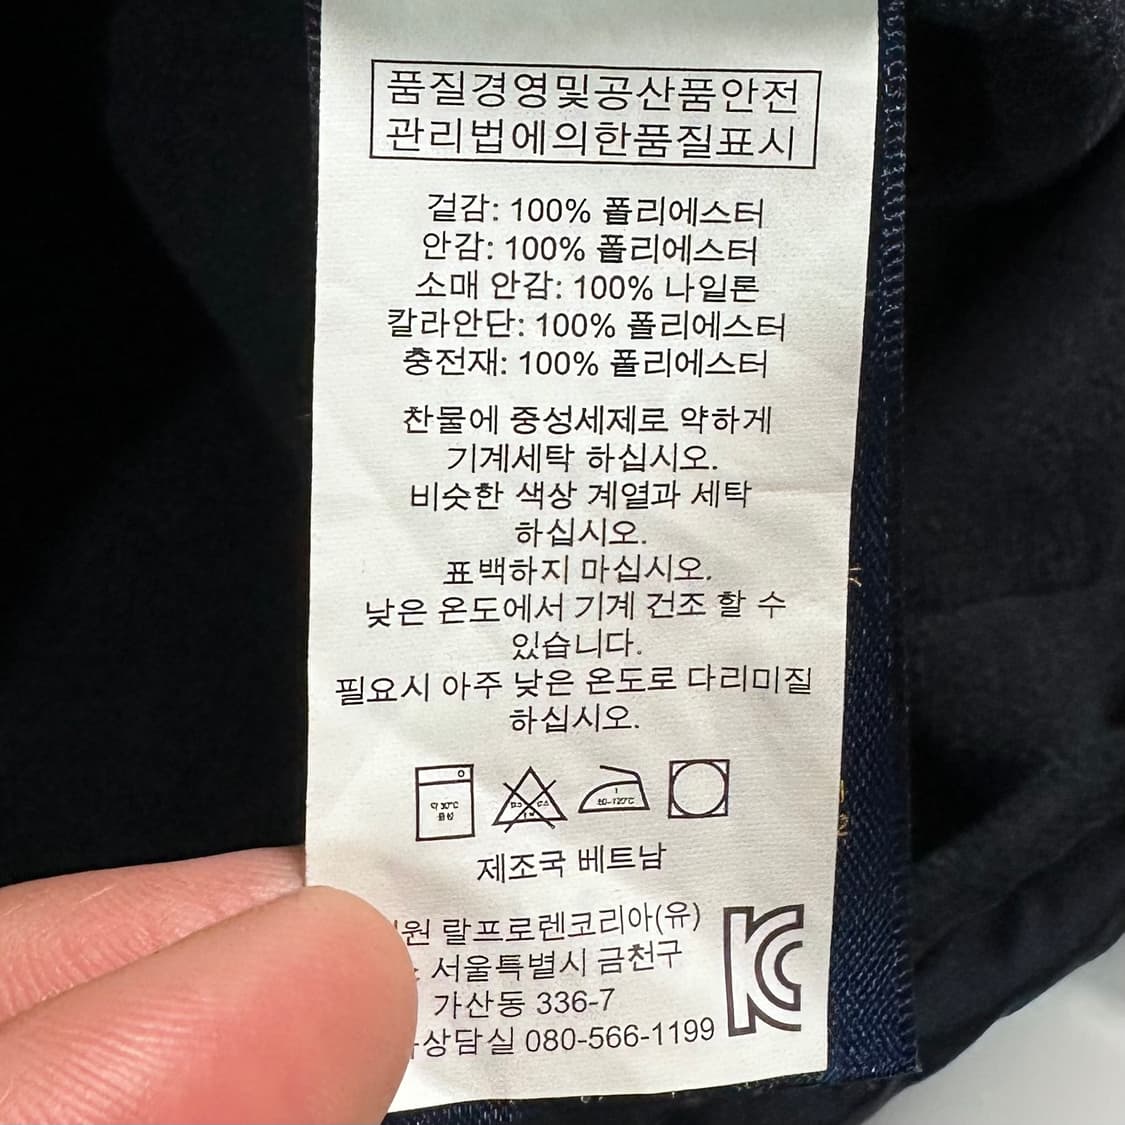 품질경영및공산품안전
관리법에의한품질표시
겉감: 100% 폴리에스터
안감: 100% 폴리에스터
소매 안감: 100% 나일론
칼라안단: 100% 폴리에스터
충전재: 100% 폴리에스터
찬물에 중성세제로 약하게
기계세탁 하십시오.
비슷한 색상 계열과 세탁
하십시오.
표백하지 마십시오.
낮은 온도에서 기계 건조 할 수
있습니다.
필요시 아주 낮은 온도로 다리미질
하십시오.
약 30℃
중성
80~120℃
제조국 베트남
원 랄프로렌코리아(유)
서울특별시 금천구
가산동 336-7
상담실 080-566-1199